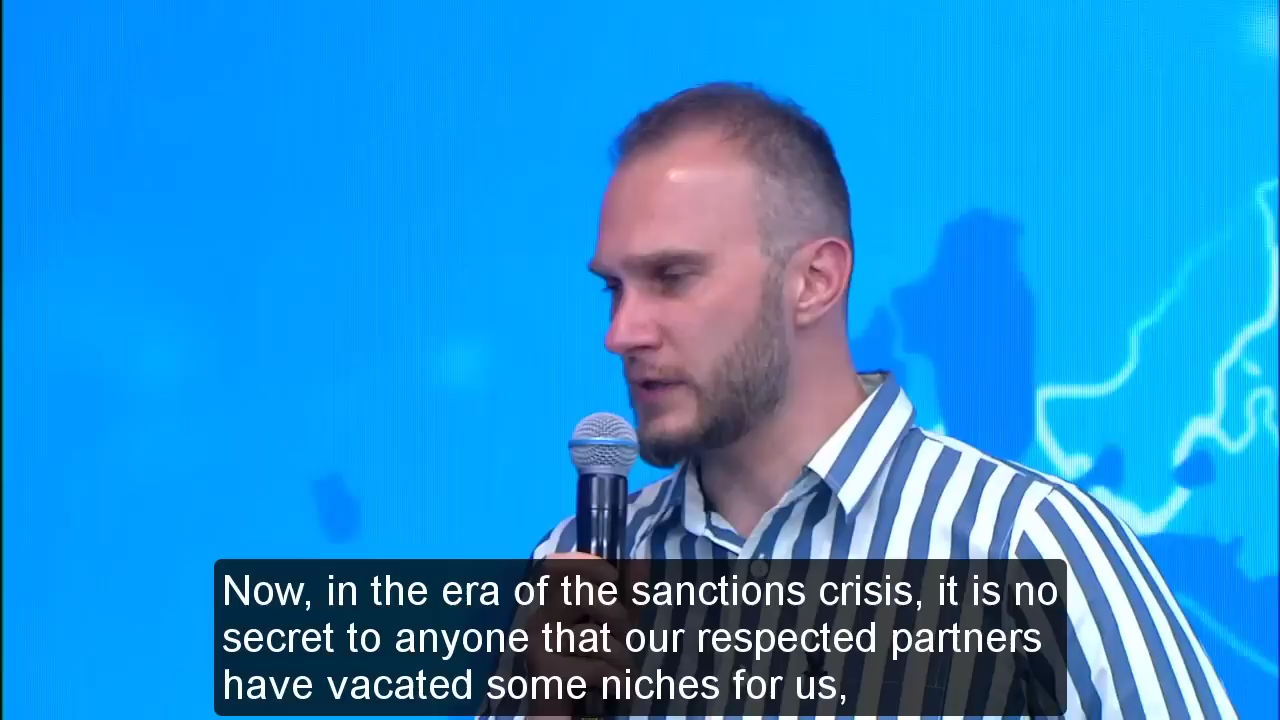 Now, in the era of the sanctions crisis, it is no
secret to anyone that our respected partners
have vacated some niches for us,